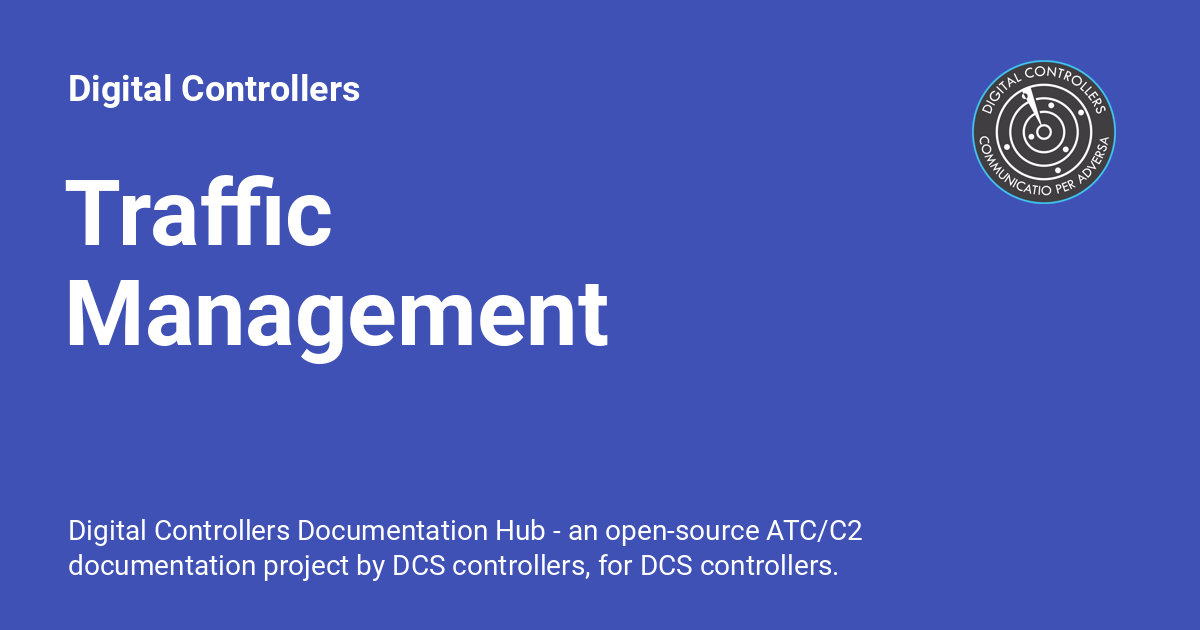 Digital Controllers
DIGITAL CONTROLLERS
COMMUNICATIO PER ADVERSA
Traffic
Management
Digital Controllers Documentation Hub - an open-source ATC/C2
documentation project by DCS controllers, for DCS controllers.